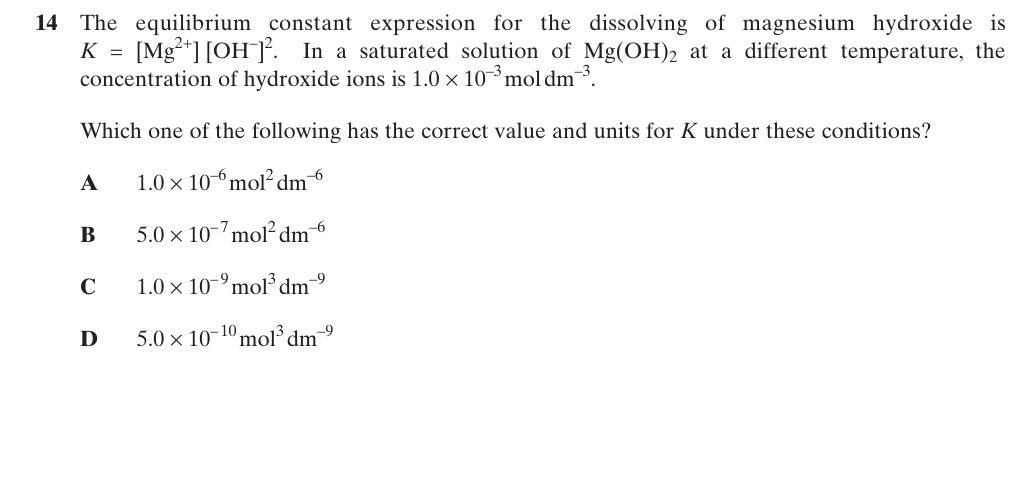 14 The equilibrium constant expression for the dissolving of magnesium hydroxide is
K = [Mg²⁺] [OH⁻]². In a saturated solution of Mg(OH)₂ at a different temperature, the
concentration of hydroxide ions is 1.0 × 10⁻³ mol dm⁻³.
Which one of the following has the correct value and units for K under these conditions?
A 1.0 × 10⁻⁶ mol² dm⁻⁶
B 5.0 × 10⁻⁷ mol² dm⁻⁶
C 1.0 × 10⁻⁹ mol³ dm⁻⁹
D 5.0 × 10⁻¹⁰ mol³ dm⁻⁹